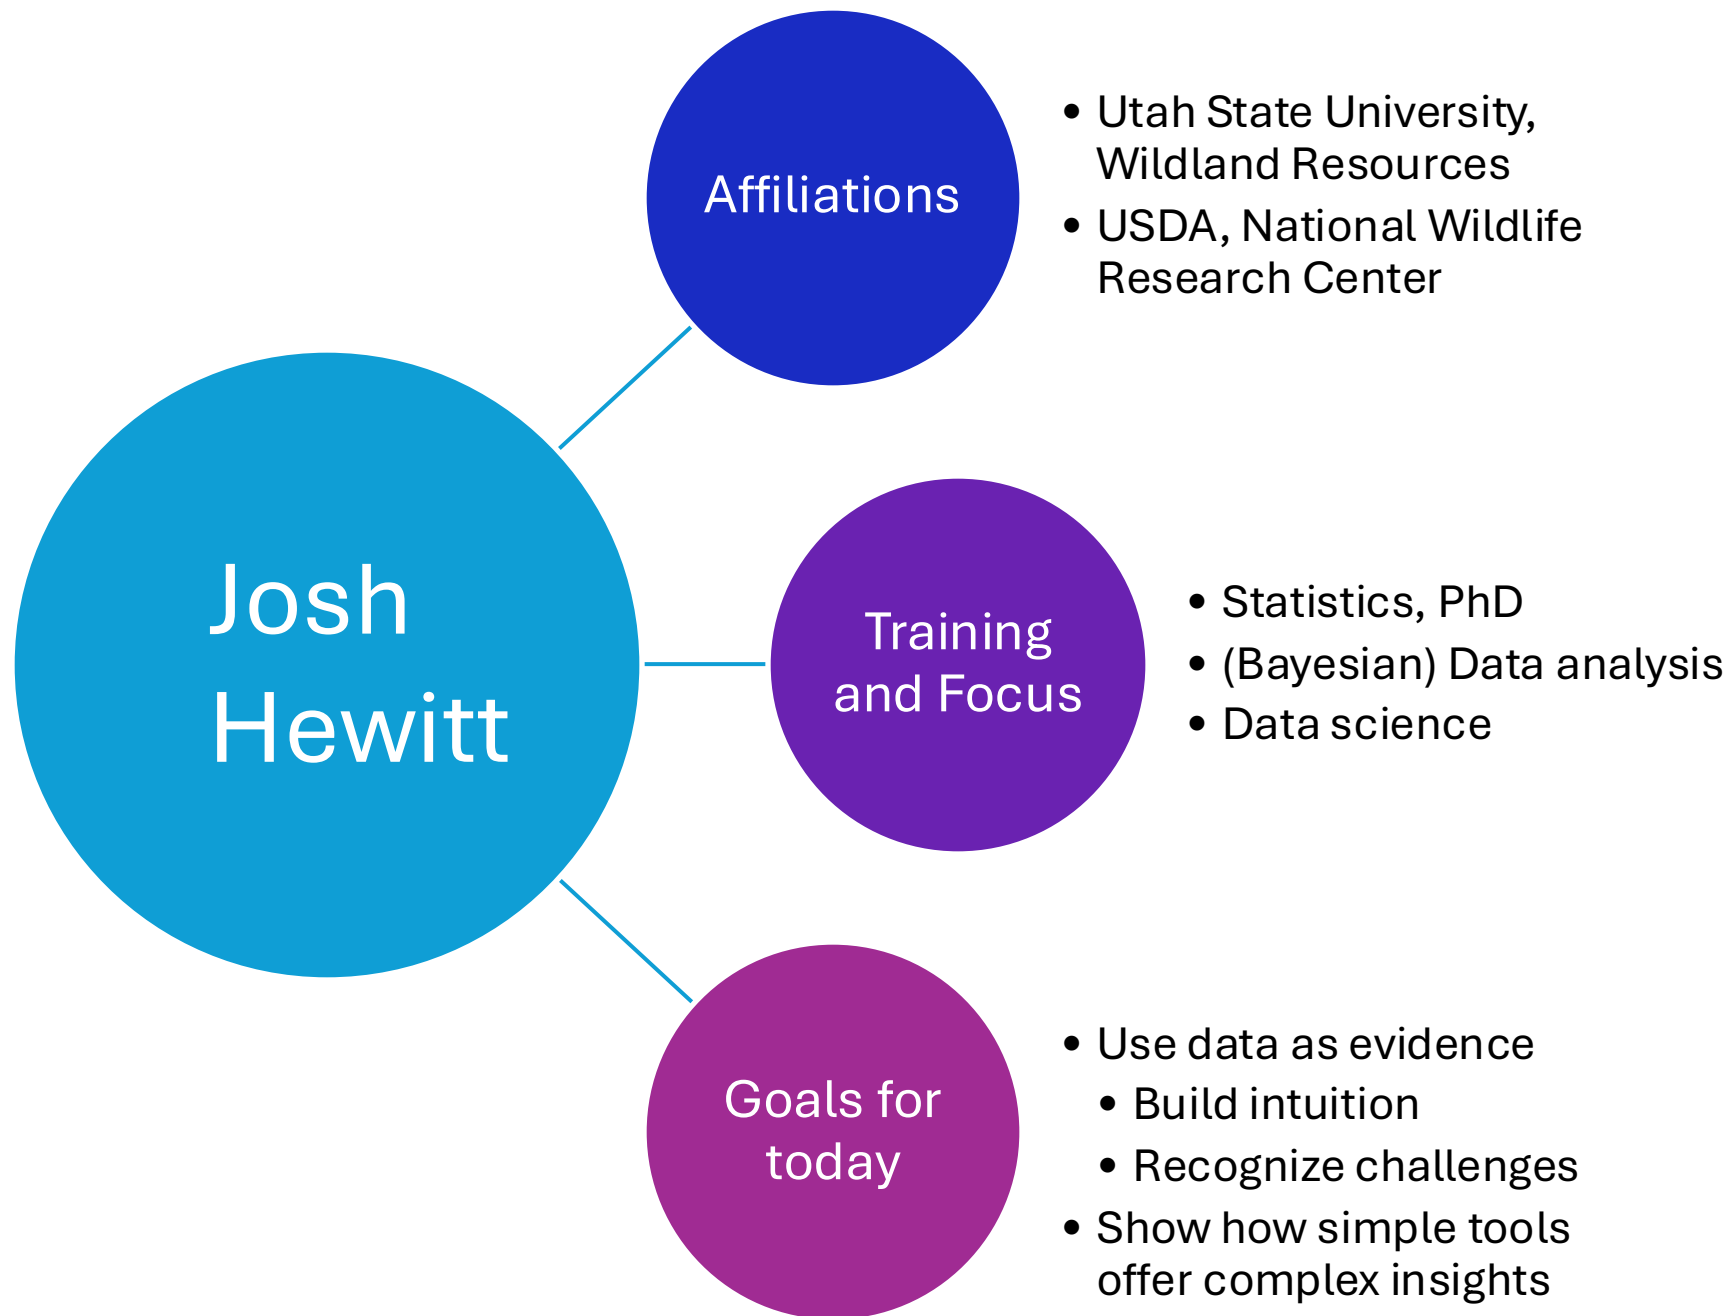 Josh
Hewitt
Affiliations
• Utah State University,
Wildland Resources
• USDA, National Wildlife
Research Center
Training
and Focus
• Statistics, PhD
• (Bayesian) Data analysis
• Data science
Goals for
today
• Use data as evidence
• Build intuition
• Recognize challenges
• Show how simple tools
offer complex insights